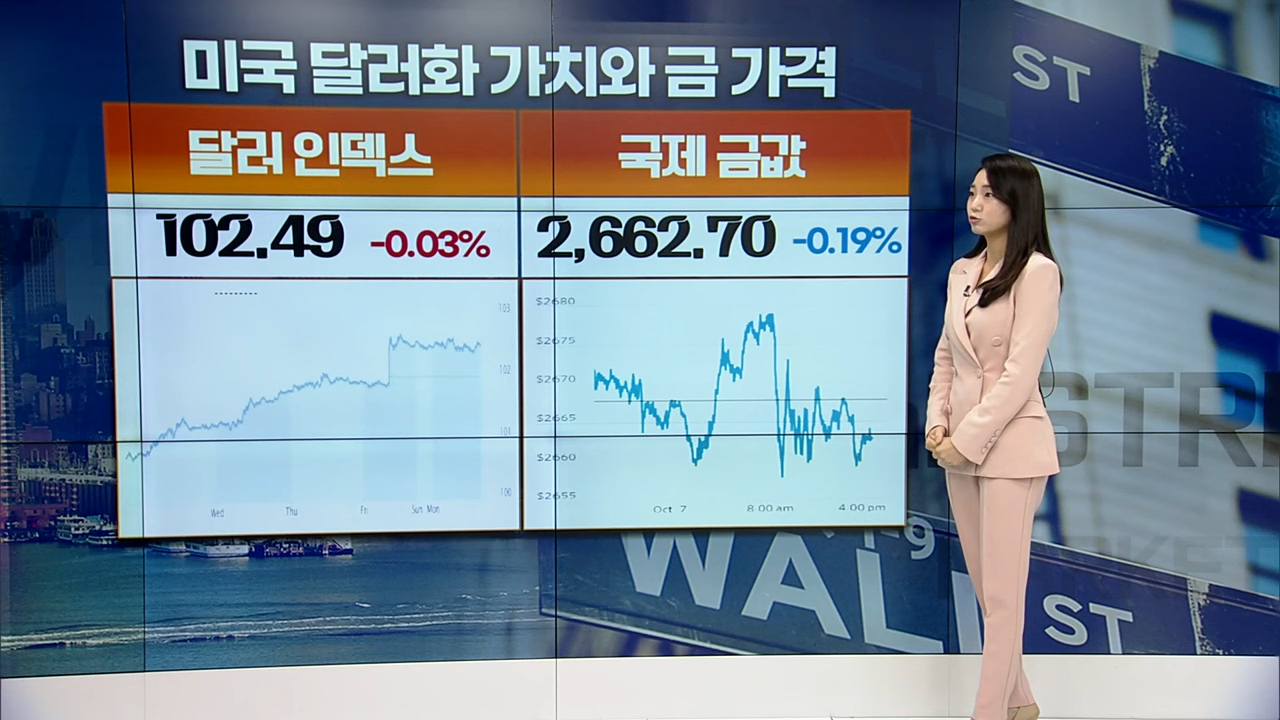 미국 달러화 가치와 금 가격
달러 인덱스
국제 금값
102.49 -0.03%
2,662.70 -0.19%
103
102
101
100
Wed Thu Fri Sun Mon
$2680
$2675
$2670
$2665
$2660
$2655
Oct 7 8:00 am 4:00 pm
ST
STRE
WALL
ST